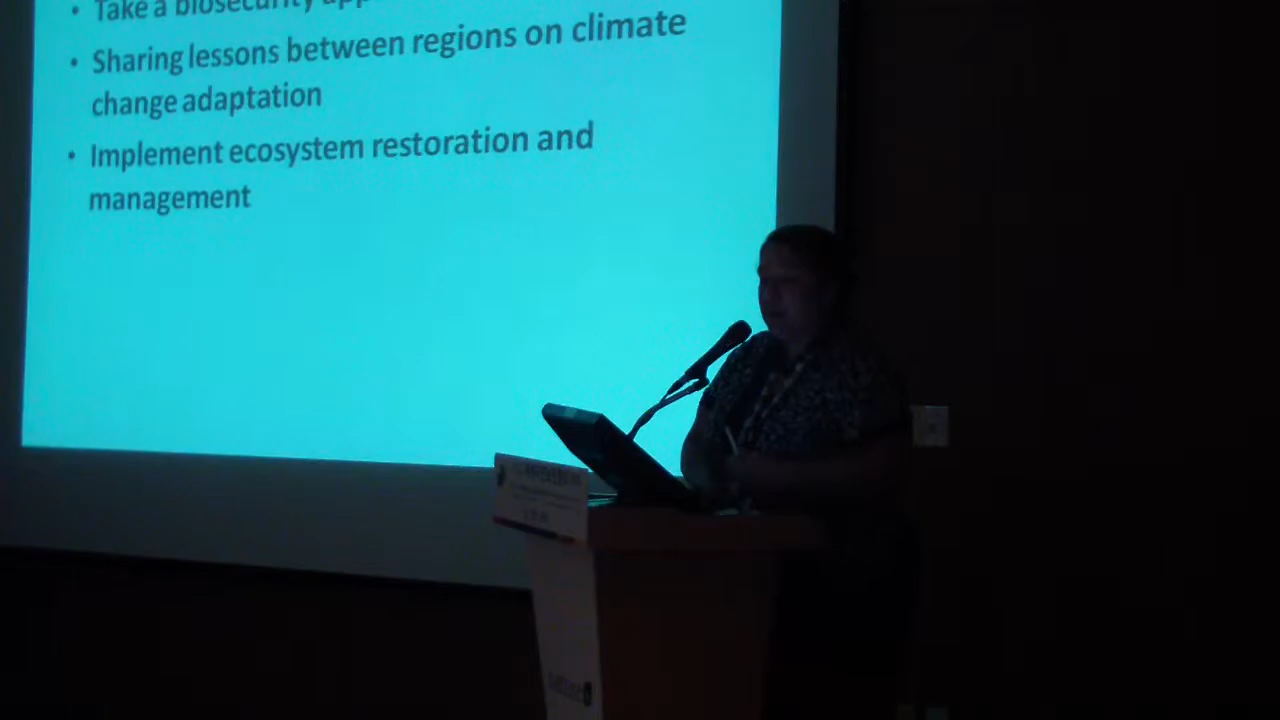 • Take a biosecurity
• Sharing lessons between regions on climate
change adaptation
• Implement ecosystem restoration and
management